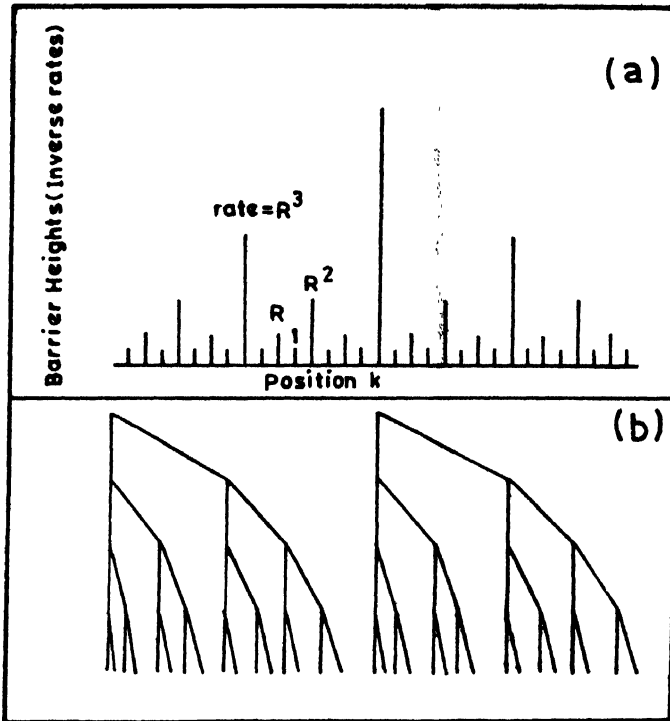 (a)
Barrier Heights(Inverse rates)
rate=R³
R²
R
1
Position k
(b)